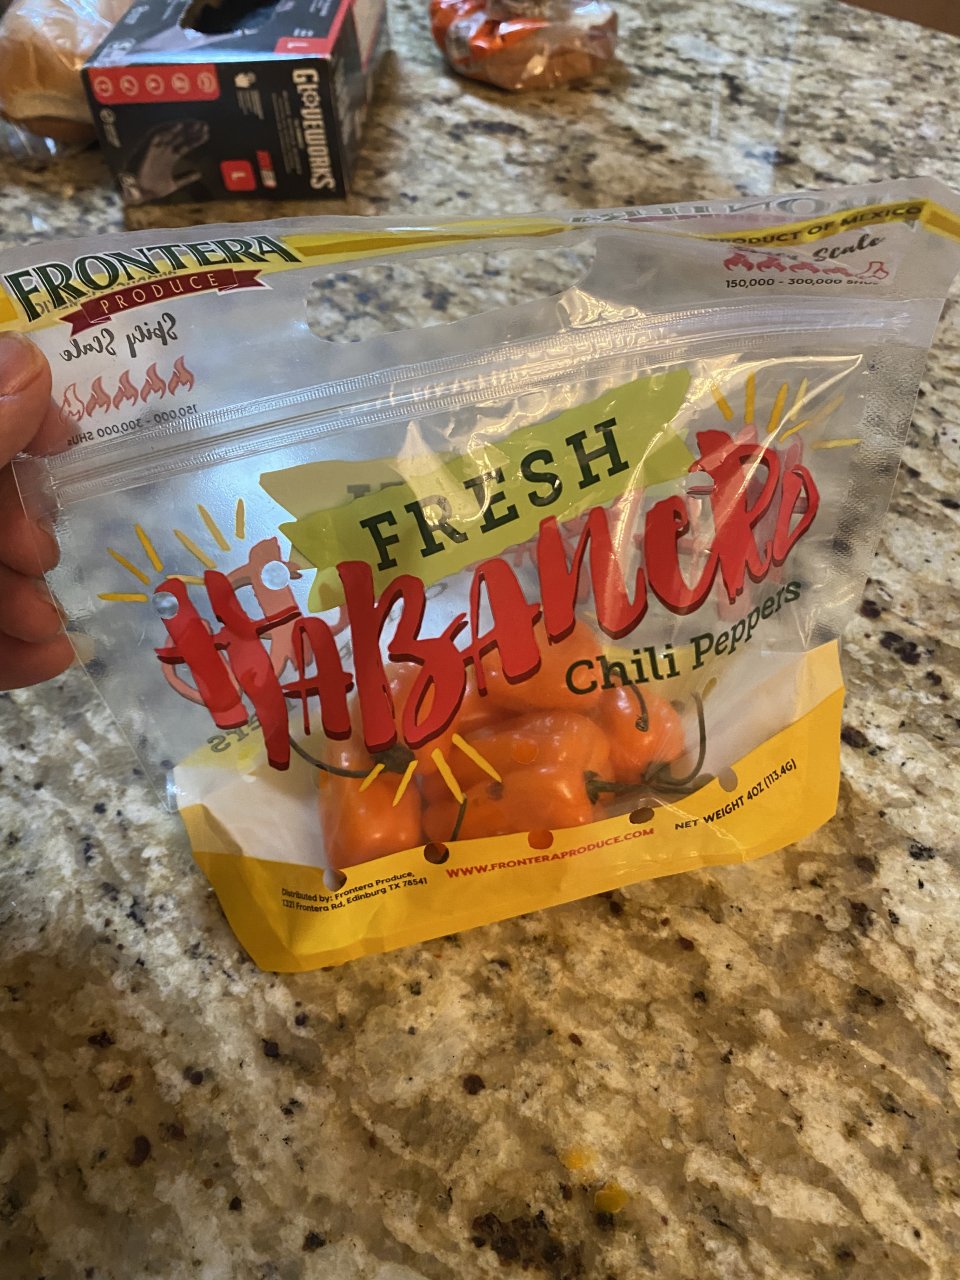 GLOVEWORKS
L
L
FRONTERA
PRODUCE
PRODUCT OF MEXICO
Scale
150,000 - 300,000 SHUs
Spicy Scale
150,000 - 300,000 SHUs
FRESH
HABANERO
Chili Peppers
NET WEIGHT 4OZ (113.4G)
WWW.FRONTERAPRODUCE.COM
Distributed by: Frontera Produce,
1321 Frontera Rd, Edinburg TX 78541